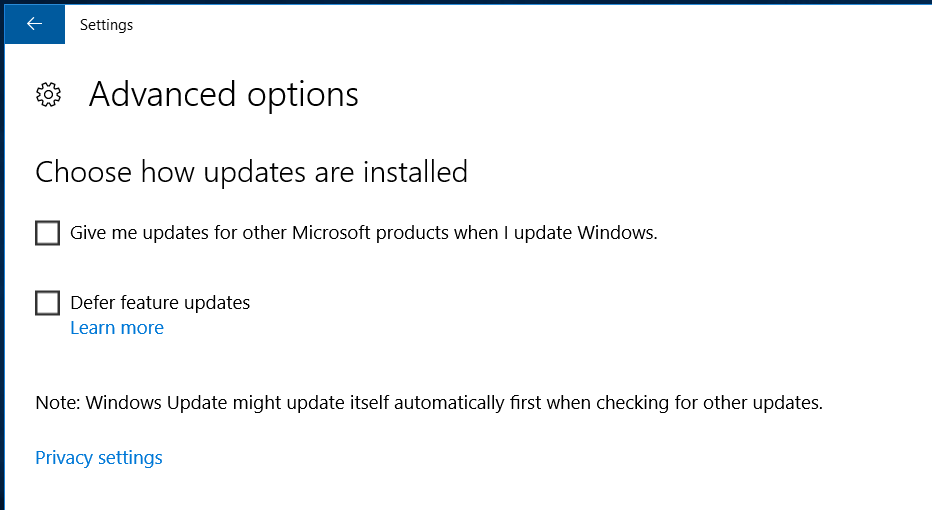 Settings
Advanced options
Choose how updates are installed
Give me updates for other Microsoft products when I update Windows.
Defer feature updates
Learn more
Note: Windows Update might update itself automatically first when checking for other updates.
Privacy settings